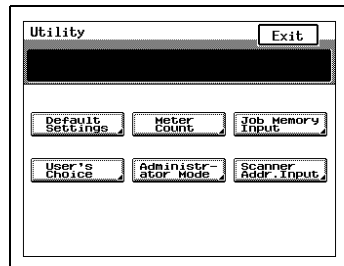 Utility
Exit
Default Settings
Meter Count
Job Memory Input
User's Choice
Administr-ator Mode
Scanner Addr.Input